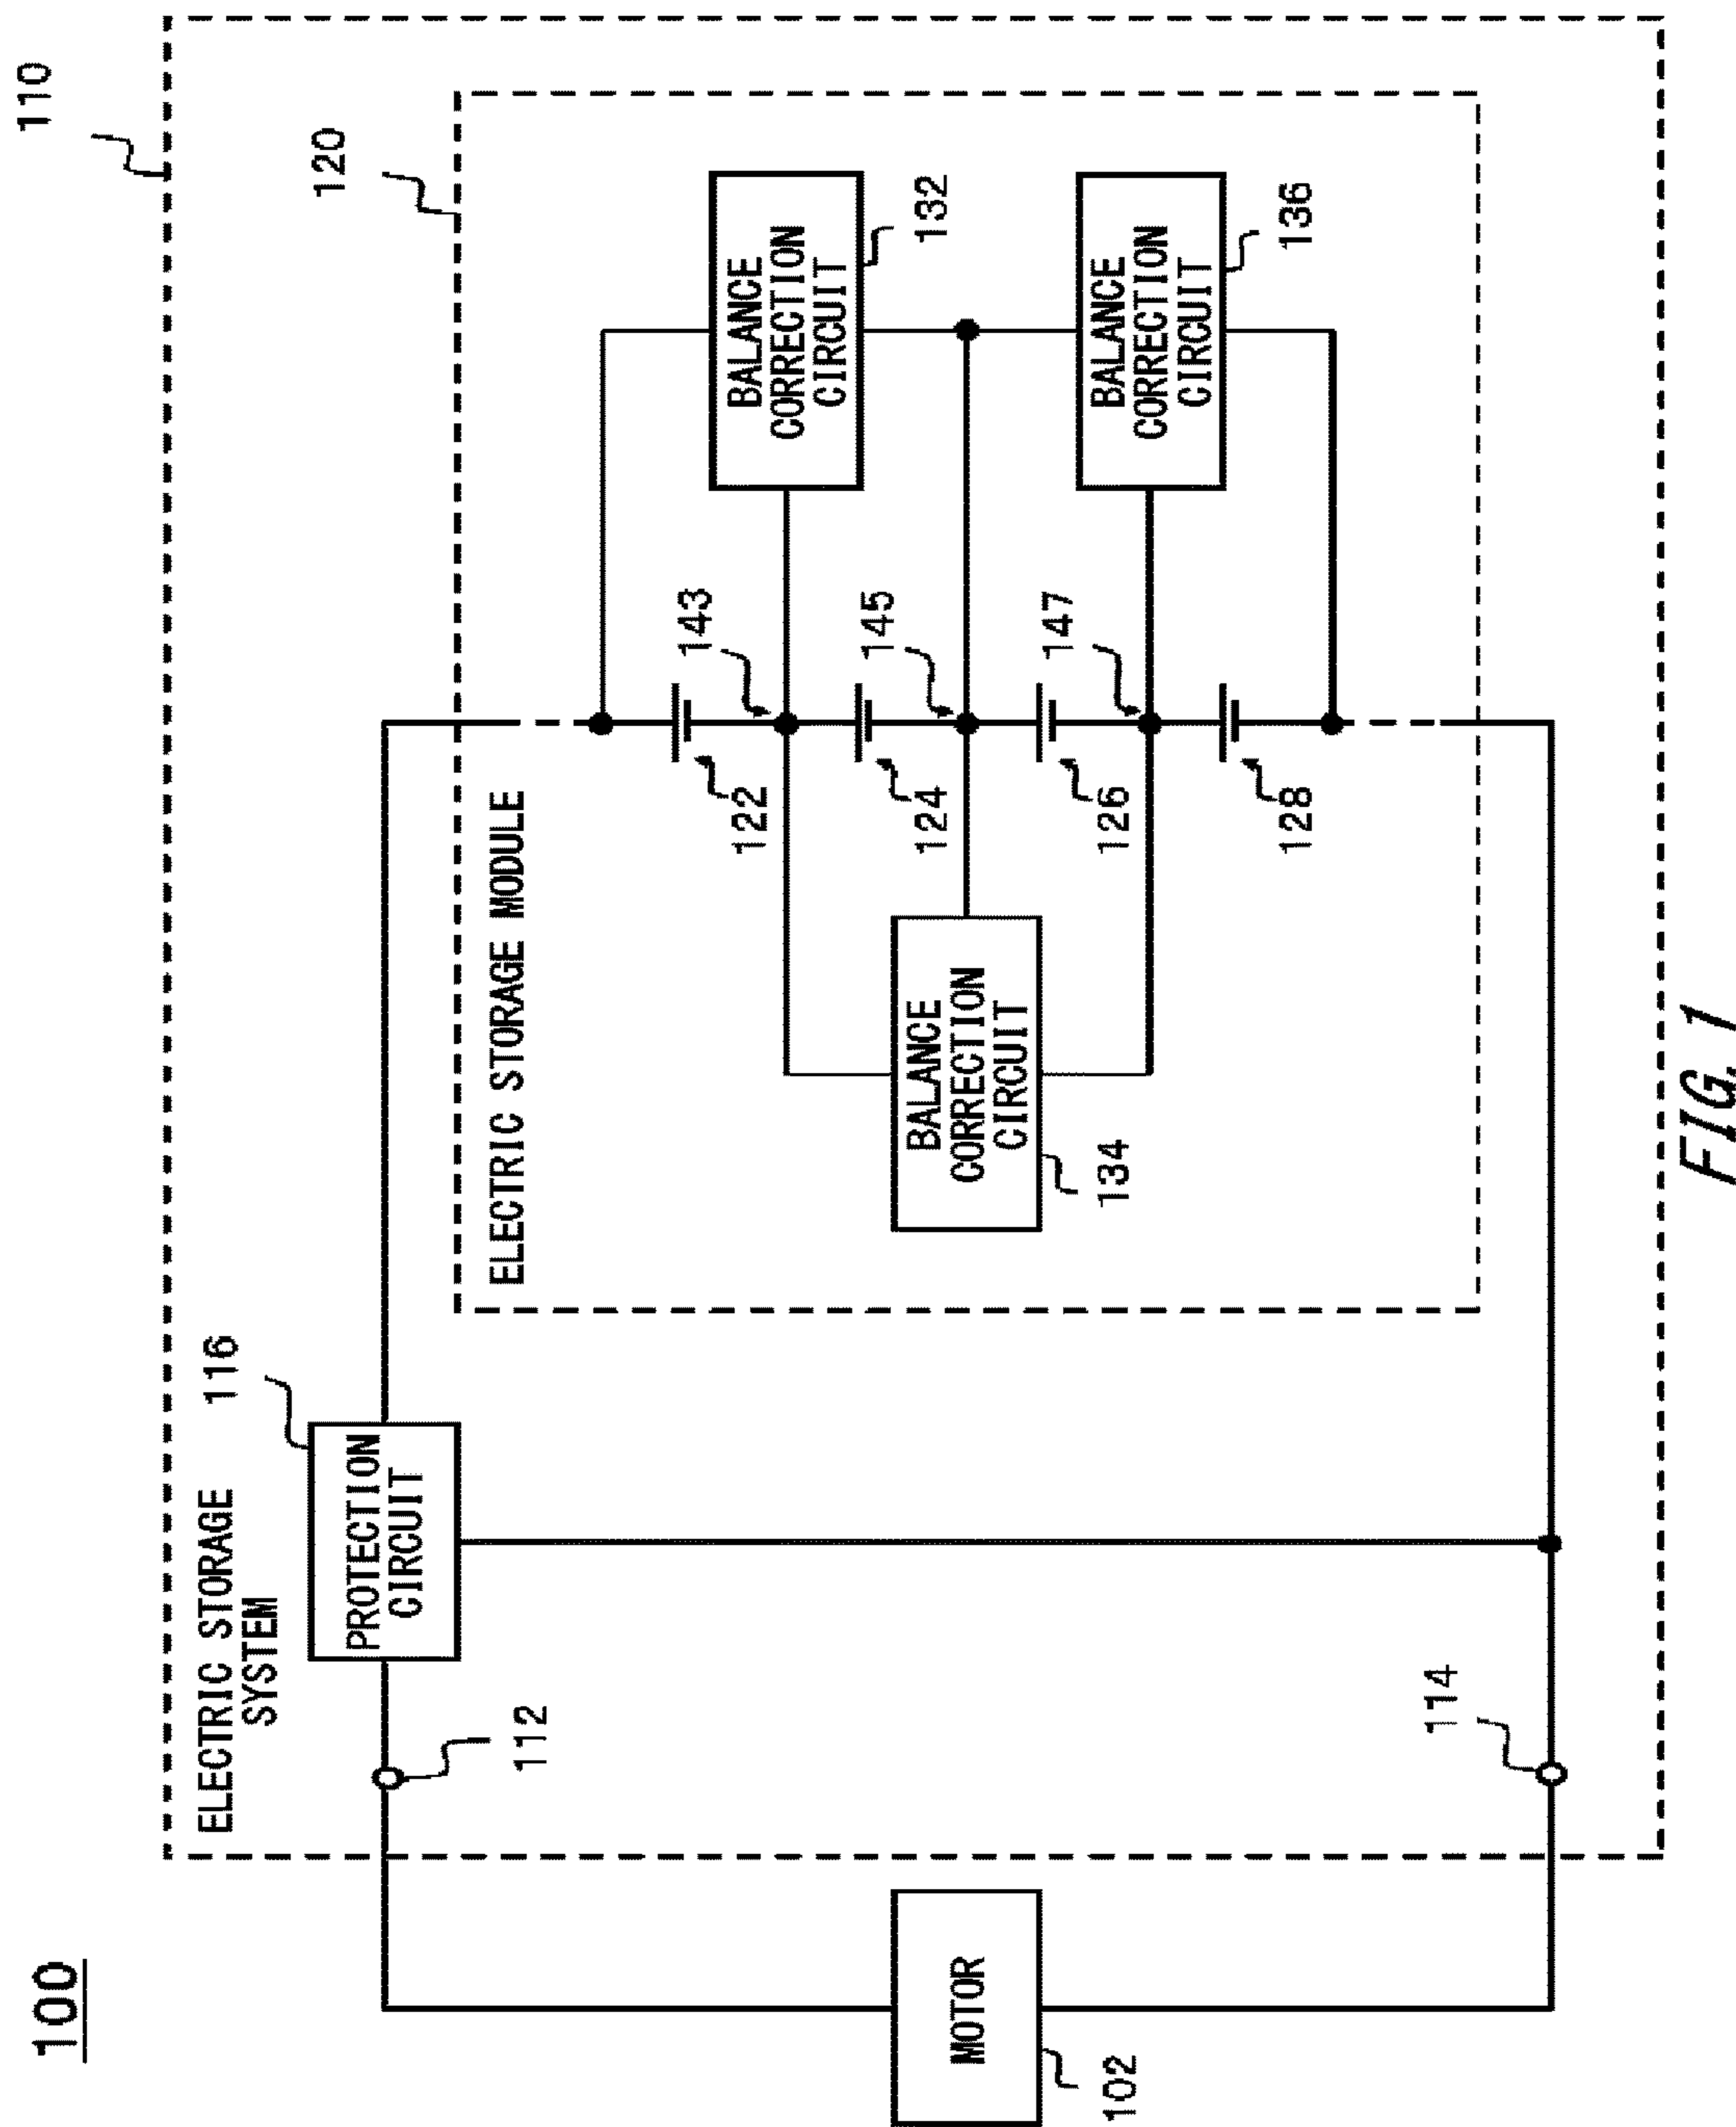 100
110
ELECTRIC STORAGE
SYSTEM
116
PROTECTION
CIRCUIT
120
112
ELECTRIC STORAGE MODULE
BALANCE
CORRECTION
CIRCUIT
132
143
122
MOTOR
102
BALANCE
CORRECTION
CIRCUIT
134
145
124
147
126
BALANCE
CORRECTION
CIRCUIT
136
128
114
FIG. 1